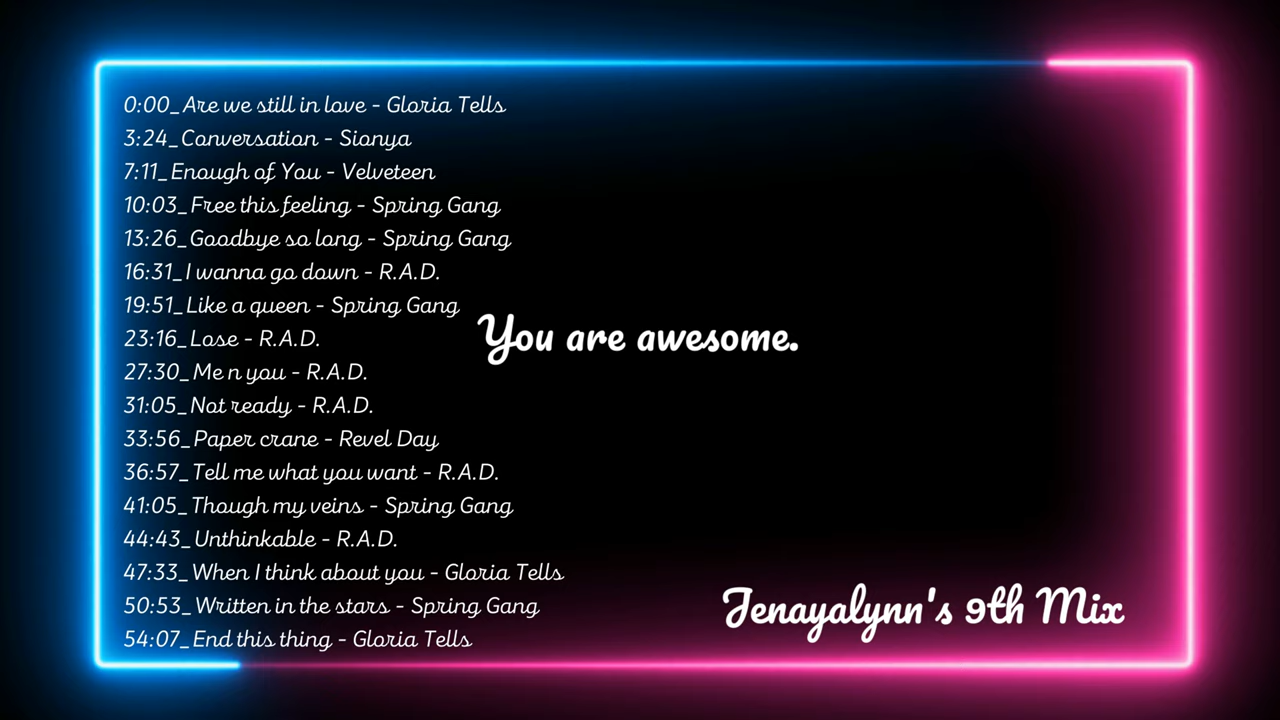 0:00_Are we still in love - Gloria Tells
3:24_Conversation - Sionya
7:11_Enough of You - Velveteen
10:03_Free this feeling - Spring Gang
13:26_Goodbye so long - Spring Gang
16:31_I wanna go down - R.A.D.
19:51_Like a queen - Spring Gang
23:16_Lose - R.A.D.
You are awesome.
27:30_Me n you - R.A.D.
31:05_Not ready - R.A.D.
33:56_Paper crane - Revel Day
36:57_Tell me what you want - R.A.D.
41:05_Though my veins - Spring Gang
44:43_Unthinkable - R.A.D.
47:33_When I think about you - Gloria Tells
50:53_Written in the stars - Spring Gang
54:07_End this thing - Gloria Tells
Jenayalynn's 9th Mix